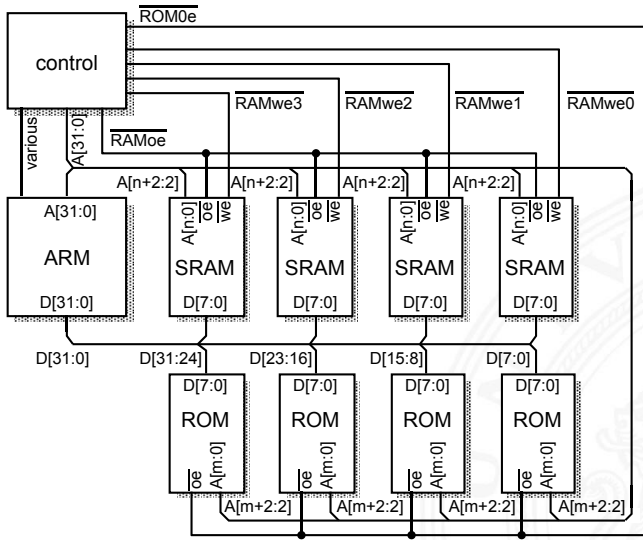 ROM0e
control
RAMwe3
RAMwe2
RAMwe1
RAMwe0
various
A[31:0]
RAMoe
A[n+2:2]
A[n+2:2]
A[n+2:2]
A[n+2:2]
A[31:0]
ARM
D[31:0]
A[n:0]
oe
we
SRAM
D[7:0]
A[n:0]
oe
we
SRAM
D[7:0]
A[n:0]
oe
we
SRAM
D[7:0]
A[n:0]
oe
we
SRAM
D[7:0]
D[31:0]
D[31:24]
D[23:16]
D[15:8]
D[7:0]
D[7:0]
ROM
oe
A[m:0]
D[7:0]
ROM
oe
A[m:0]
D[7:0]
ROM
oe
A[m:0]
D[7:0]
ROM
oe
A[m:0]
A[m+2:2]
A[m+2:2]
A[m+2:2]
A[m+2:2]